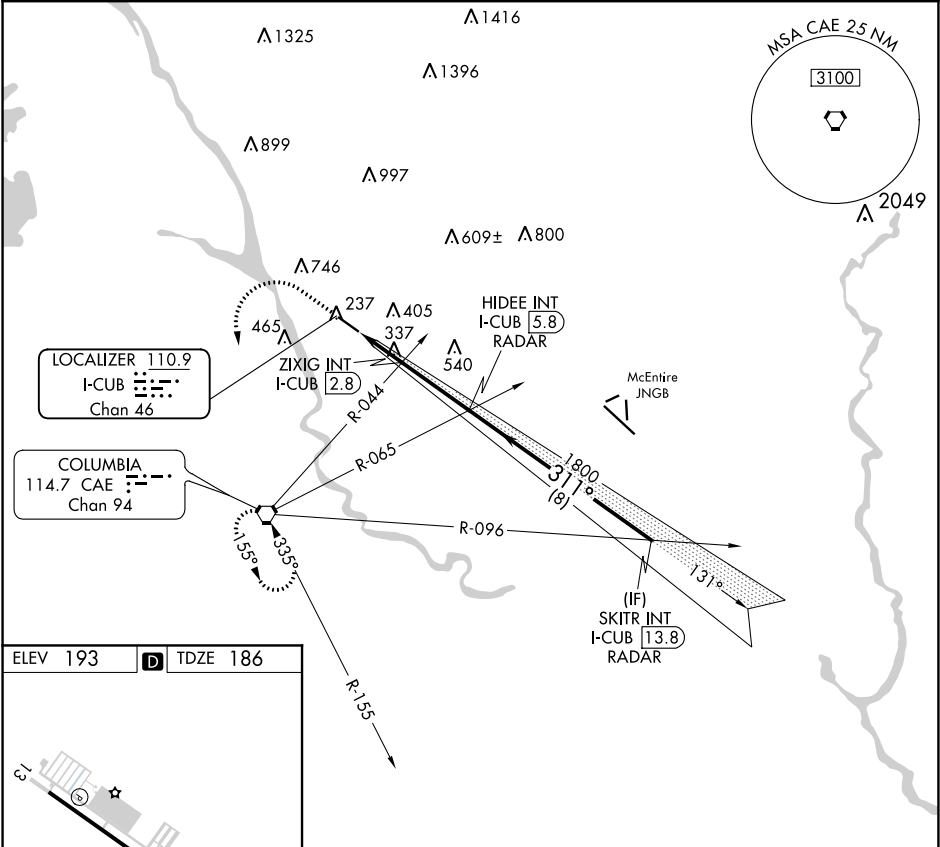 1416
1325
1396
MSA CAE 25 NM
3100
899
997
2049
609± 800
746
237
405
465
337
540
HIDEE INT
I-CUB 5.8
RADAR
ZIXIG INT
I-CUB 2.8
LOCALIZER 110.9
I-CUB
Chan 46
McEntire
JNGB
R-044
R-065
1800
311°
(8)
COLUMBIA
114.7 CAE
Chan 94
R-096
155°
335°
131°
(IF)
SKITR INT
I-CUB 13.8
RADAR
R-155
ELEV 193 D TDZE 186
13
P